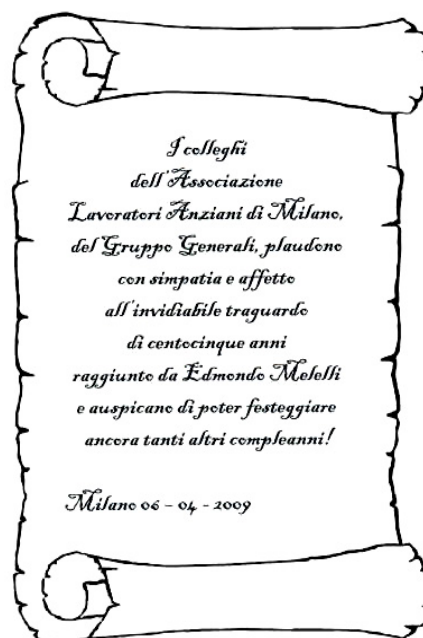 I colleghi
dell'Associazione
Lavoratori Anziani di Milano,
del Gruppo Generali, plaudono
con simpatia e affetto
all'invidiabile traguardo
di centocinque anni
raggiunto da Edmondo Melelli
e auspicano di poter festeggiare
ancora tanti altri compleanni!
Milano 06 - 04 - 2009